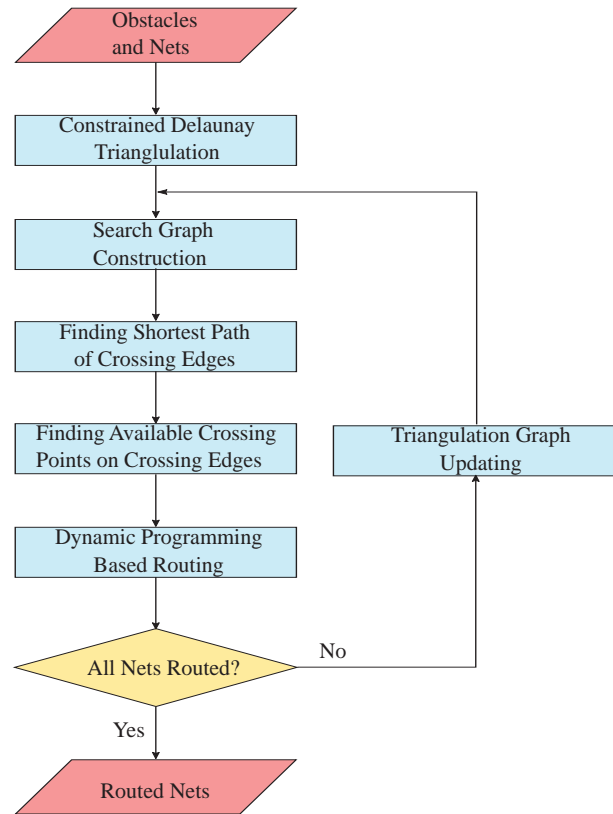 Obstacles
and Nets
Constrained Delaunay
Trianglulation
Search Graph
Construction
Finding Shortest Path
of Crossing Edges
Finding Available Crossing
Points on Crossing Edges
Triangulation Graph
Updating
Dynamic Programming
Based Routing
All Nets Routed?
No
Yes
Routed Nets